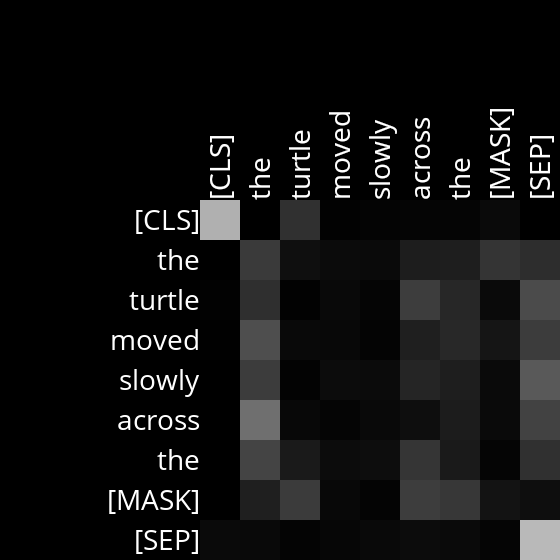 [CLS] the turtle moved slowly across the [MASK] [SEP]
[CLS]
the
turtle
moved
slowly
across
the
[MASK]
[SEP]